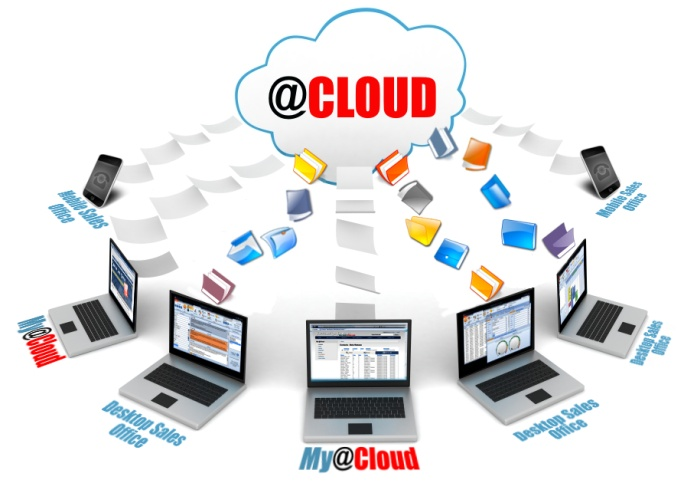 @CLOUD
Mobile Sales
Office
Mobile Sales
Office
My@Cloud
Desktop Sales
Office
My@Cloud
Desktop Sales
Office
Desktop Sales
Office